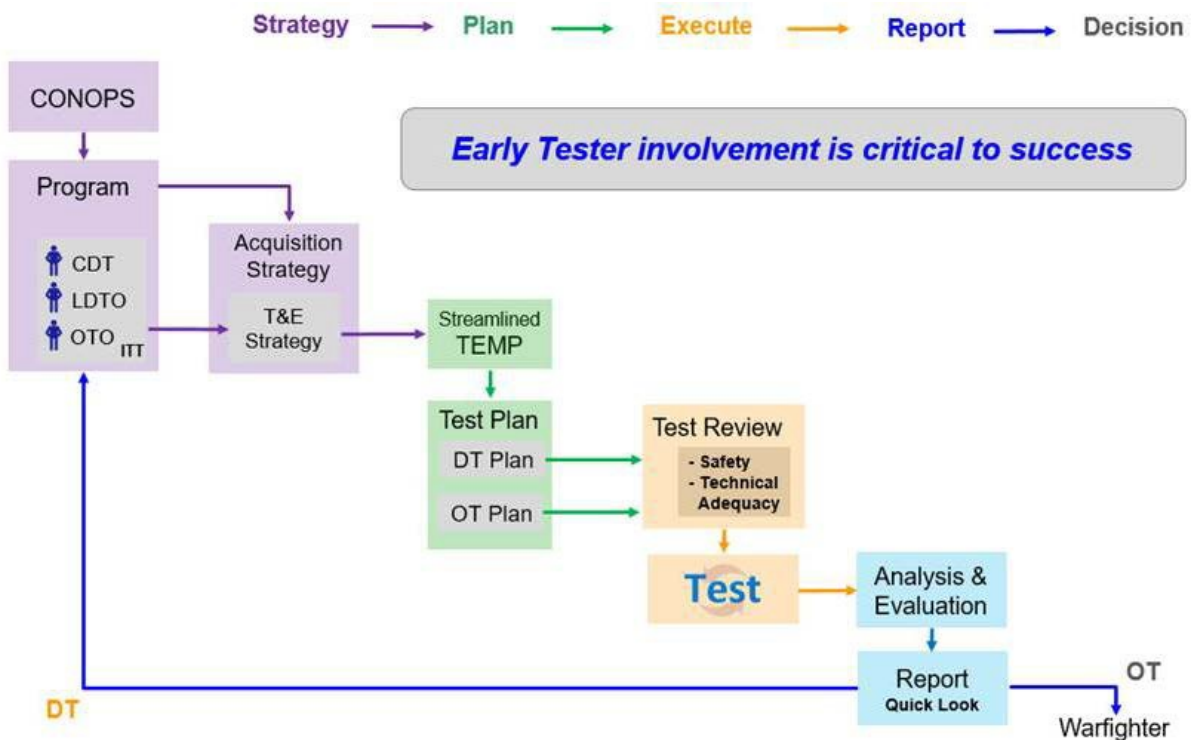 Strategy Plan Execute Report Decision
CONOPS
Early Tester involvement is critical to success
Program
CDT
LDTO
OTO
ITT
Acquisition
Strategy
T&E
Strategy
Streamlined
TEMP
Test Plan
DT Plan
OT Plan
Test Review
- Safety
- Technical
Adequacy
Test
Analysis &
Evaluation
Report
Quick Look
DT
OT
Warfighter